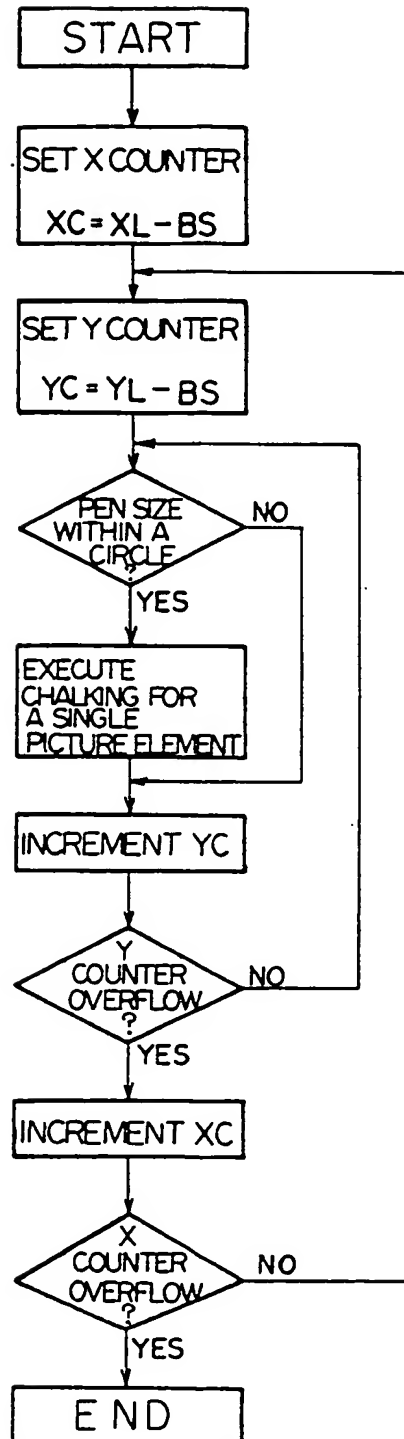 START
SET X COUNTER
XC = XL - BS
SET Y COUNTER
YC = YL - BS
PEN SIZE
WITHIN A
CIRCLE
?
NO
YES
EXECUTE
CHALKING FOR
A SINGLE
PICTURE ELEMENT
INCREMENT YC
Y
COUNTER
OVERFLOW
?
NO
YES
INCREMENT XC
X
COUNTER
OVERFLOW
?
NO
YES
END